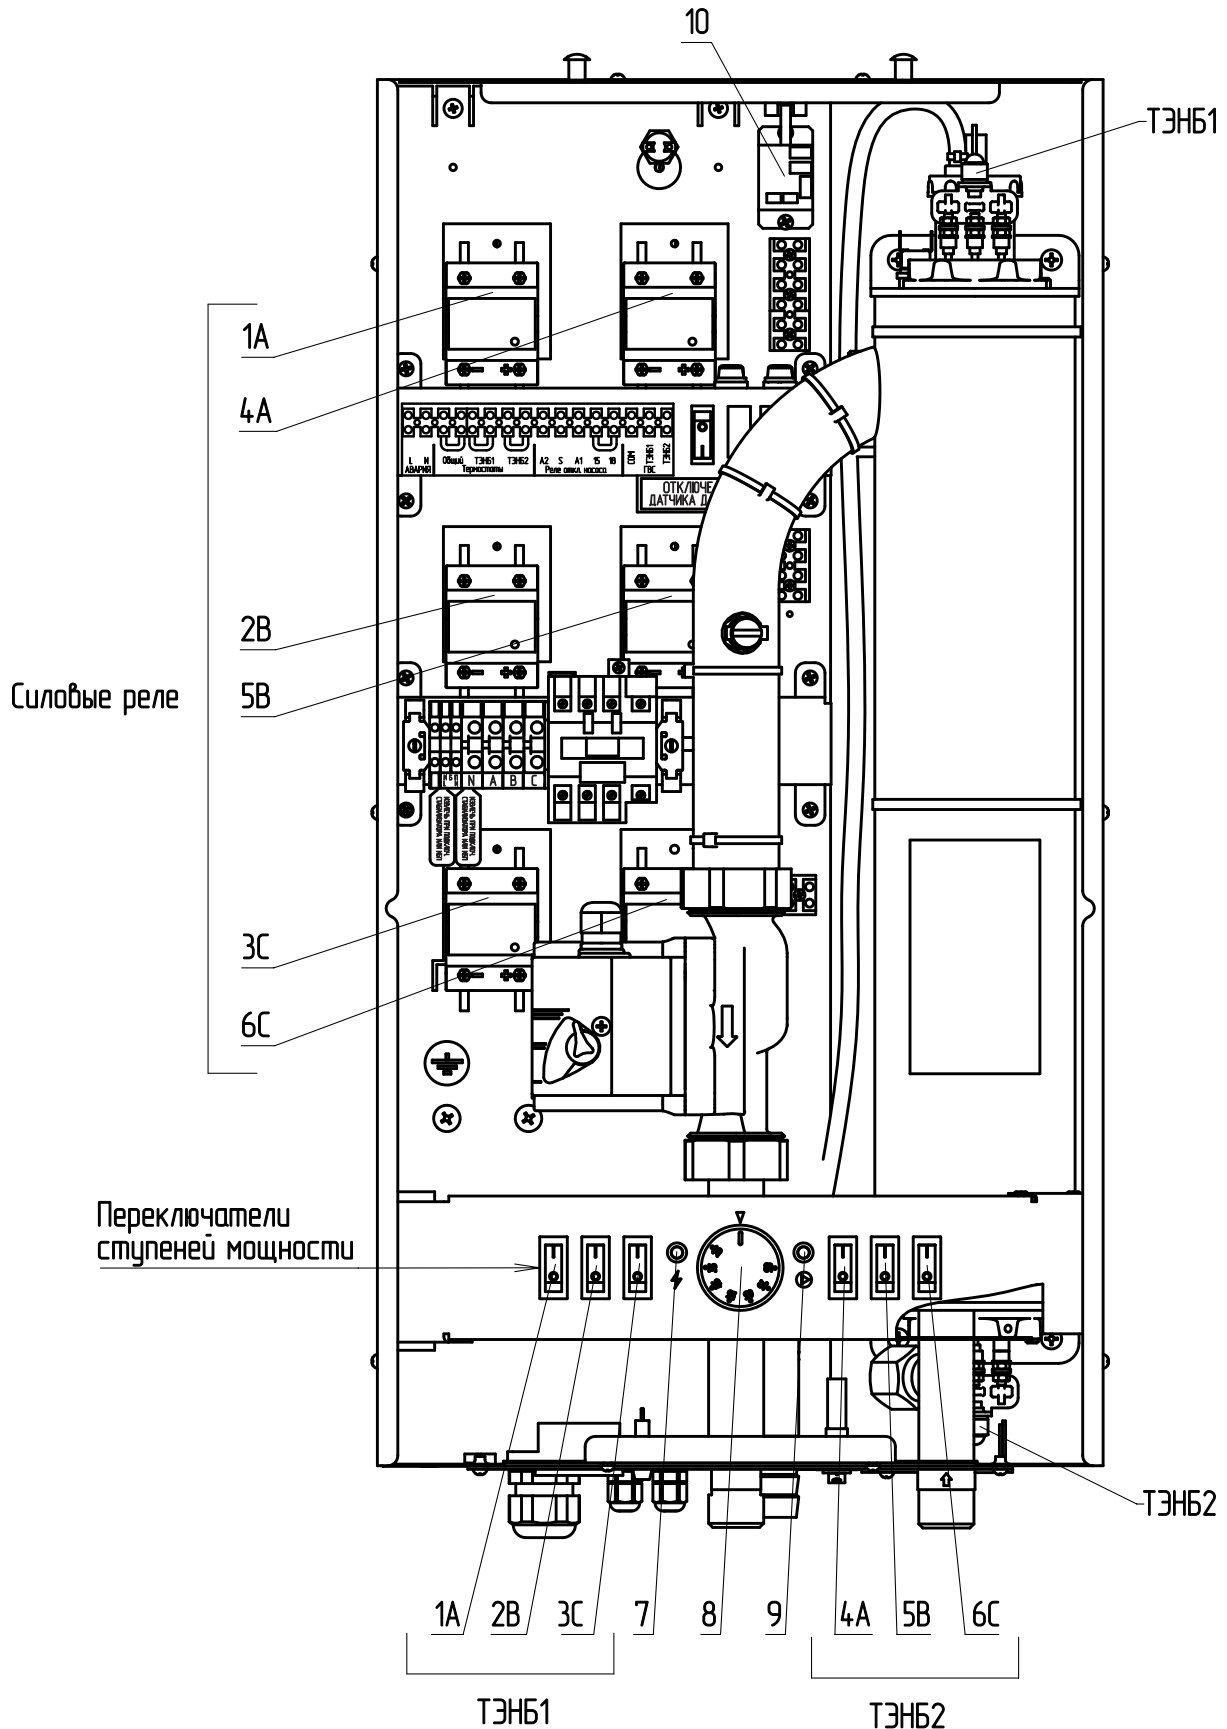 10
ТЭНБ1
1А
4А
L N Общий ТЭНБ1 ТЭНБ2 A2 S A1 15 18 COM ТЭНБ1 ТЭНБ2
АВАРИЯ Термостаты Реле откл. насоса ГВС
ОТКЛЮЧЕ
ДАТЧИКА Д
2В
Силовые реле
5В
N A B C
3С
6С
Переключатели
ступеней мощности
ТЭНБ2
1А 2В 3С 7 8 9 4А 5В 6С
ТЭНБ1 ТЭНБ2